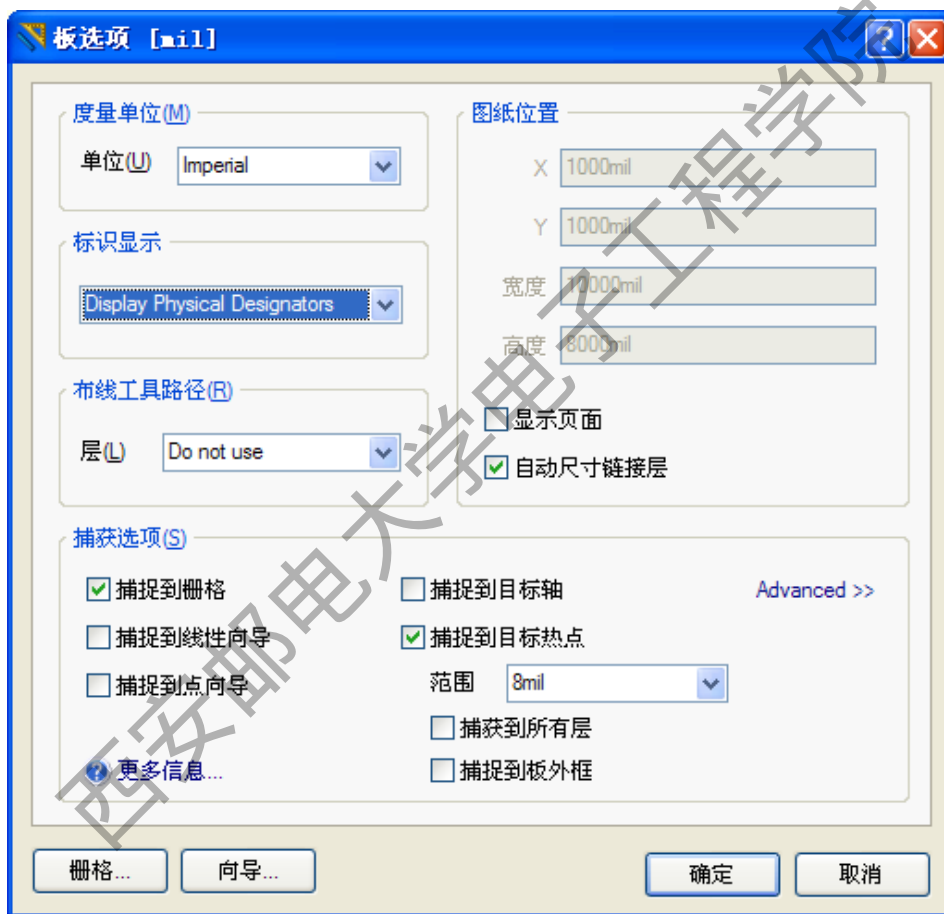 板选项 [mil]
度量单位(M)
单位(U) Imperial
标识显示
Display Physical Designators
布线工具路径(R)
层(L) Do not use
图纸位置
X 1000mil
Y 1000mil
宽度 10000mil
高度 8000mil
显示页面
自动尺寸链接层
捕获选项(S)
捕捉到栅格
捕捉到线性向导
捕捉到点向导
更多信息...
捕捉到目标轴
捕捉到目标热点
范围 8mil
捕获到所有层
捕捉到板外框
Advanced >>
栅格... 向导... 确定 取消
西安邮电大学电子工程学院